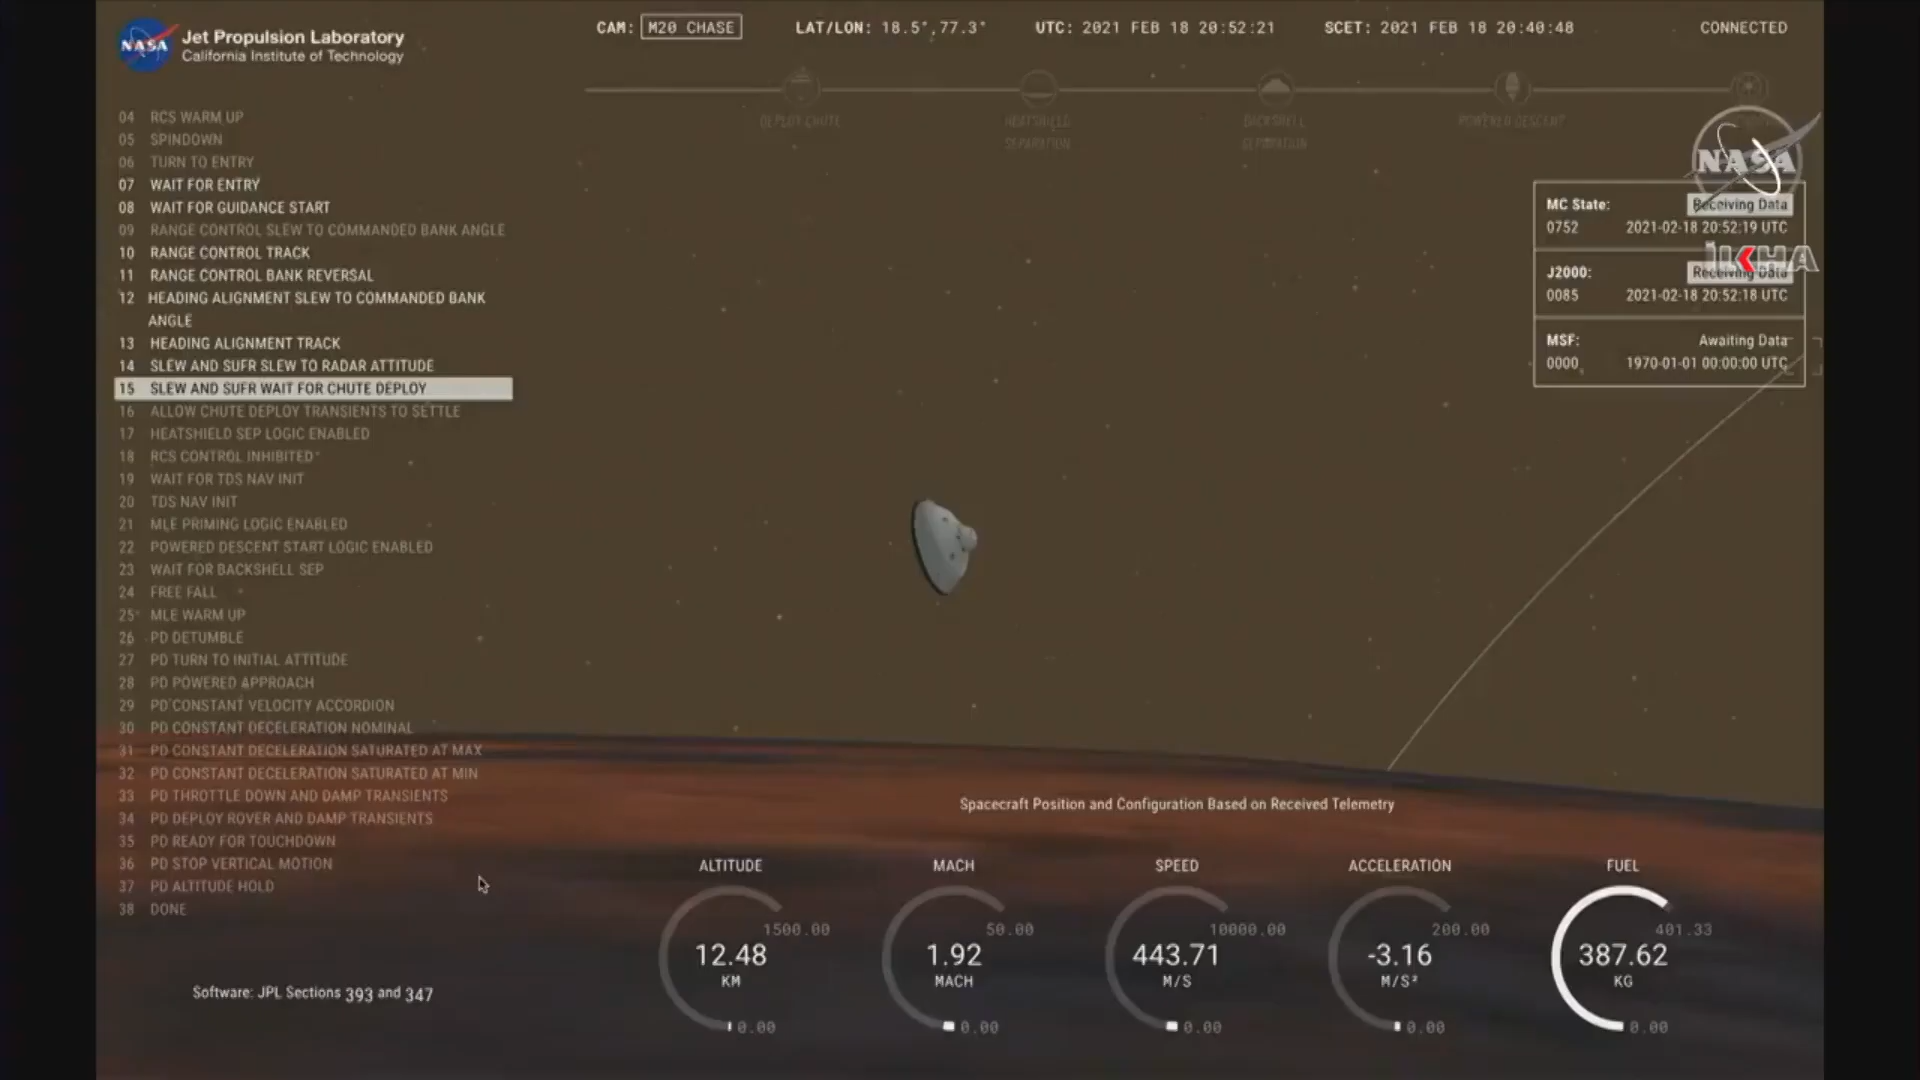 NASA
Jet Propulsion Laboratory
California Institute of Technology
CAM: M20 CHASE
LAT/LON: 18.5°,77.3°
UTC: 2021 FEB 18 20:52:21
SCET: 2021 FEB 18 20:40:48
CONNECTED
DEPLOY CHUTE
HEATSHIELD
SEPARATION
BACKSHELL
SEPARATION
POWERED DESCENT
NASA
04 RCS WARM UP
05 SPINDOWN
06 TURN TO ENTRY
07 WAIT FOR ENTRY
08 WAIT FOR GUIDANCE START
09 RANGE CONTROL SLEW TO COMMANDED BANK ANGLE
10 RANGE CONTROL TRACK
11 RANGE CONTROL BANK REVERSAL
12 HEADING ALIGNMENT SLEW TO COMMANDED BANK
ANGLE
13 HEADING ALIGNMENT TRACK
14 SLEW AND SUFR SLEW TO RADAR ATTITUDE
15 SLEW AND SUFR WAIT FOR CHUTE DEPLOY
16 ALLOW CHUTE DEPLOY TRANSIENTS TO SETTLE
17 HEATSHIELD SEP LOGIC ENABLED
18 RCS CONTROL INHIBITED
19 WAIT FOR TDS NAV INIT
20 TDS NAV INIT
21 MLE PRIMING LOGIC ENABLED
22 POWERED DESCENT START LOGIC ENABLED
23 WAIT FOR BACKSHELL SEP
24 FREE FALL
25 MLE WARM UP
26 PD DETUMBLE
27 PD TURN TO INITIAL ATTITUDE
28 PD POWERED APPROACH
29 PD CONSTANT VELOCITY ACCORDION
30 PD CONSTANT DECELERATION NOMINAL
31 PD CONSTANT DECELERATION SATURATED AT MAX
32 PD CONSTANT DECELERATION SATURATED AT MIN
33 PD THROTTLE DOWN AND DAMP TRANSIENTS
34 PD DEPLOY ROVER AND DAMP TRANSIENTS
35 PD READY FOR TOUCHDOWN
36 PD STOP VERTICAL MOTION
37 PD ALTITUDE HOLD
38 DONE
MC State: Receiving Data
0752 2021-02-18 20:52:19 UTC
İLKHA
J2000: Receiving Data
0085 2021-02-18 20:52:18 UTC
MSF: Awaiting Data
0000 1970-01-01 00:00:00 UTC
Spacecraft Position and Configuration Based on Received Telemetry
ALTITUDE
1500.00
12.48
KM
0.00
MACH
50.00
1.92
MACH
0.00
SPEED
10000.00
443.71
M/S
0.00
ACCELERATION
200.00
-3.16
M/S²
0.00
FUEL
401.33
387.62
KG
0.00
Software: JPL Sections 393 and 347